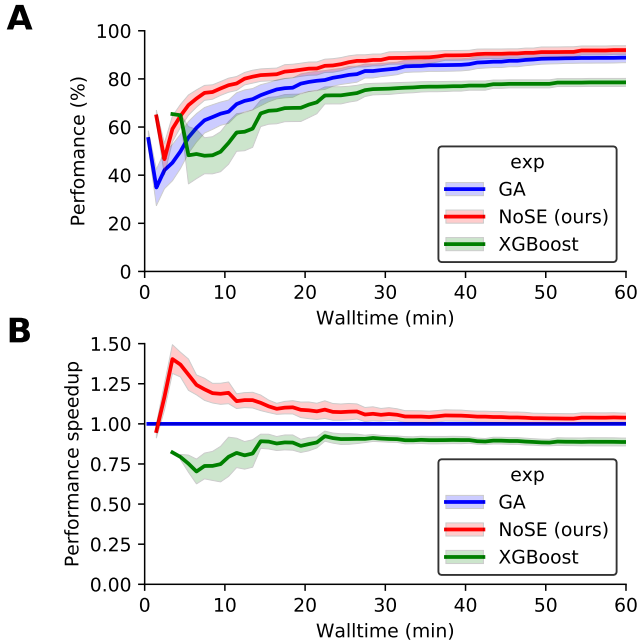 A
100
80
60
40
20
0
Perfomance (%)
exp
GA
NoSE (ours)
XGBoost
0 10 20 30 40 50 60
Walltime (min)
B
1.50
1.25
1.00
0.75
0.50
0.25
0.00
Performance speedup
exp
GA
NoSE (ours)
XGBoost
0 10 20 30 40 50 60
Walltime (min)